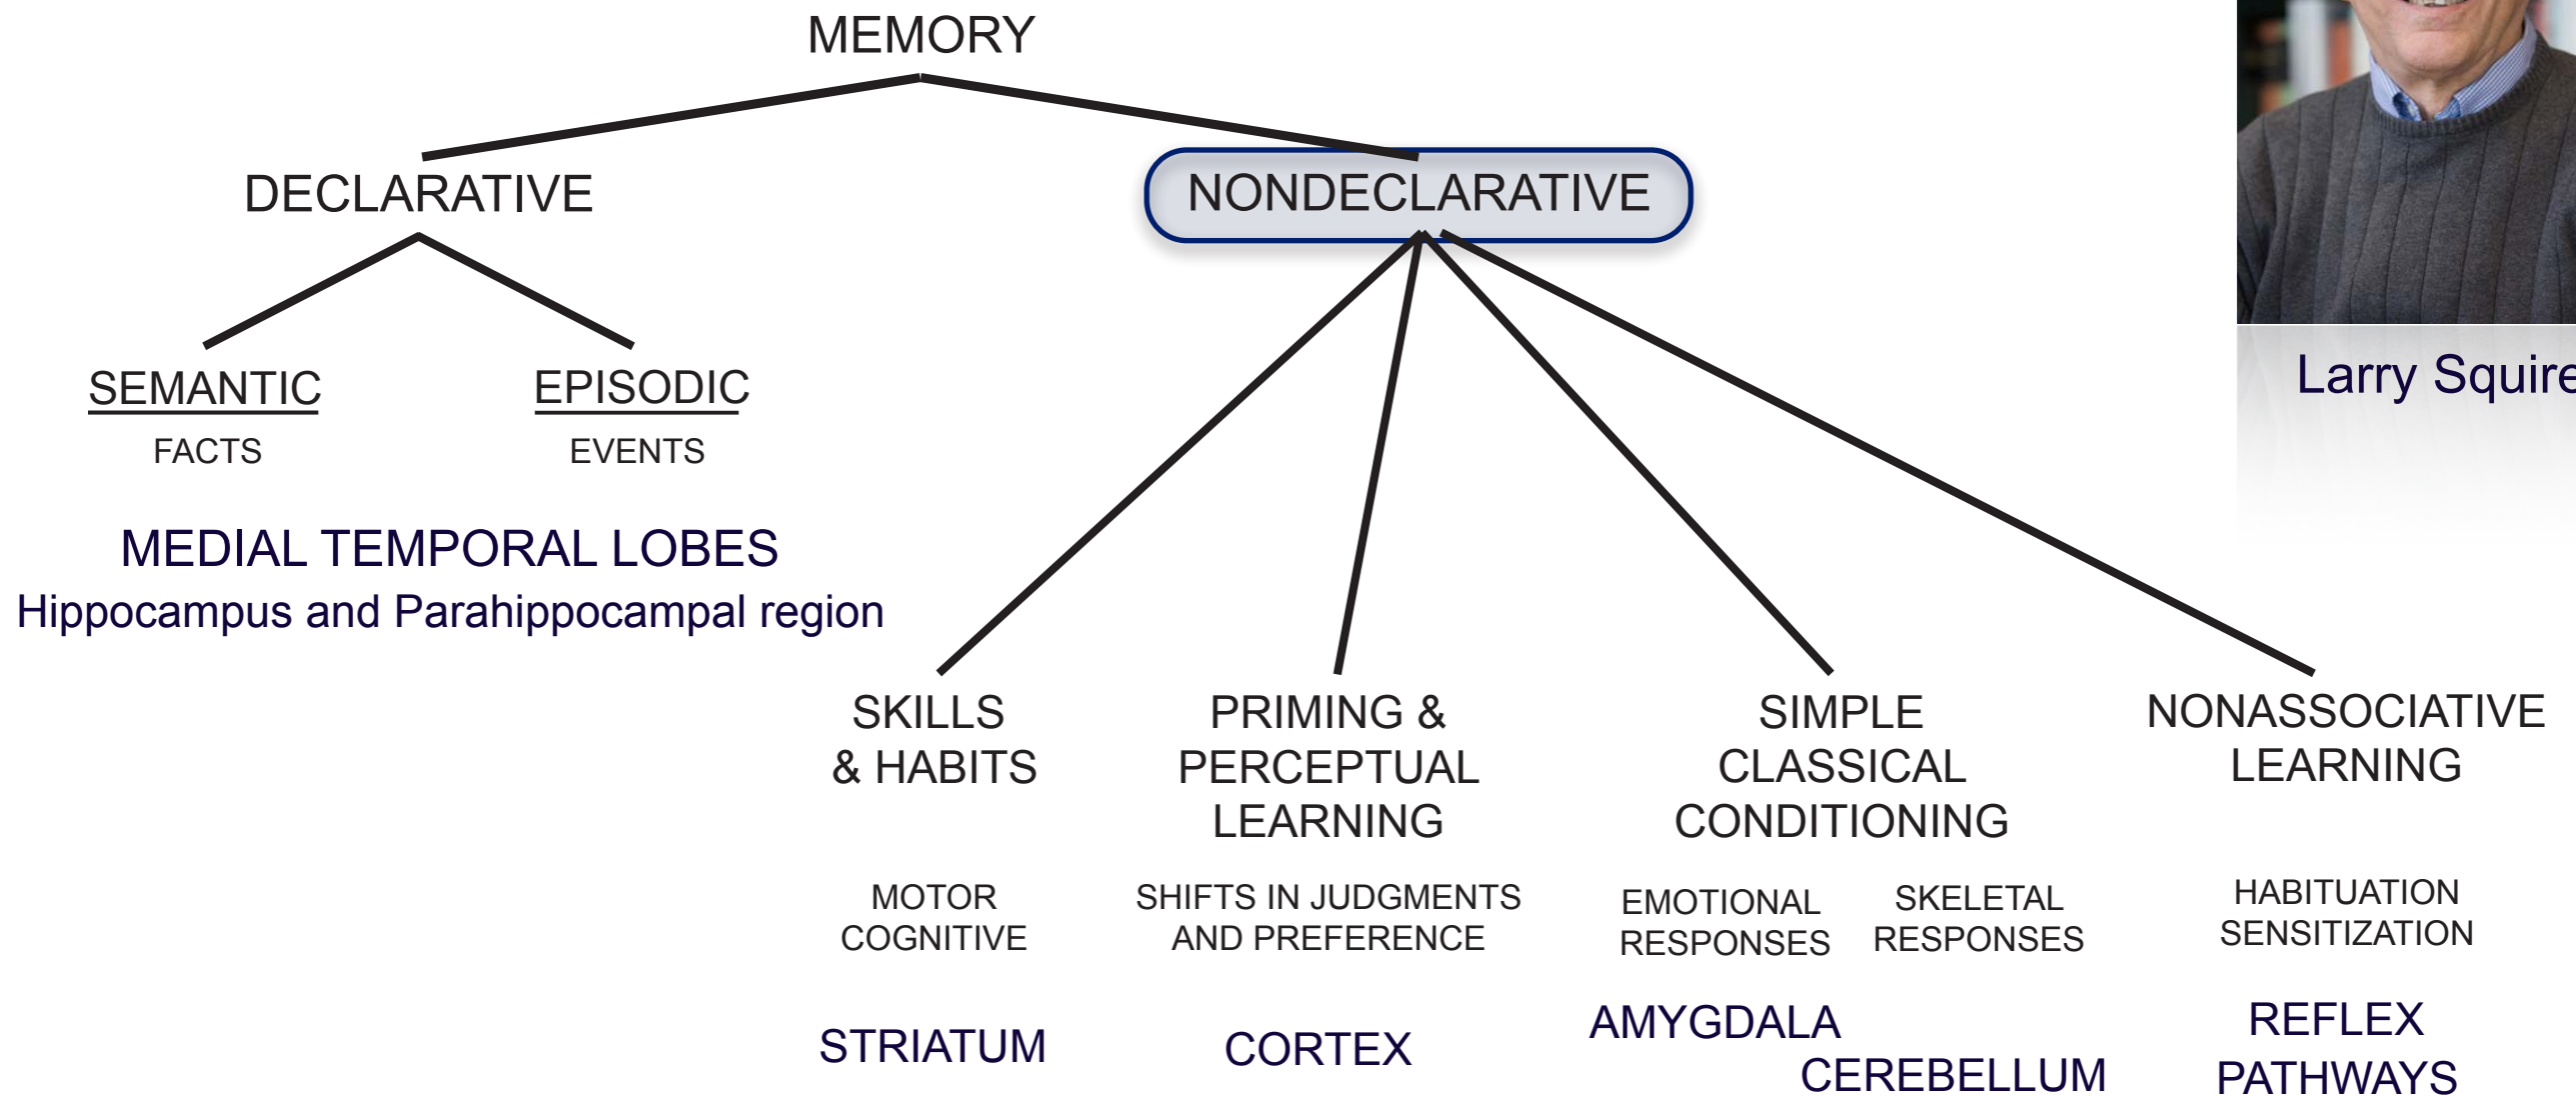 MEMORY
DECLARATIVE
NONDECLARATIVE
SEMANTIC
EPISODIC
FACTS
EVENTS
MEDIAL TEMPORAL LOBES
Hippocampus and Parahippocampal region
Larry Squire
SKILLS
& HABITS
PRIMING &
PERCEPTUAL
LEARNING
SIMPLE
CLASSICAL
CONDITIONING
NONASSOCIATIVE
LEARNING
MOTOR
COGNITIVE
SHIFTS IN JUDGMENTS
AND PREFERENCE
EMOTIONAL
RESPONSES
SKELETAL
RESPONSES
HABITUATION
SENSITIZATION
STRIATUM
CORTEX
AMYGDALA
CEREBELLUM
REFLEX
PATHWAYS